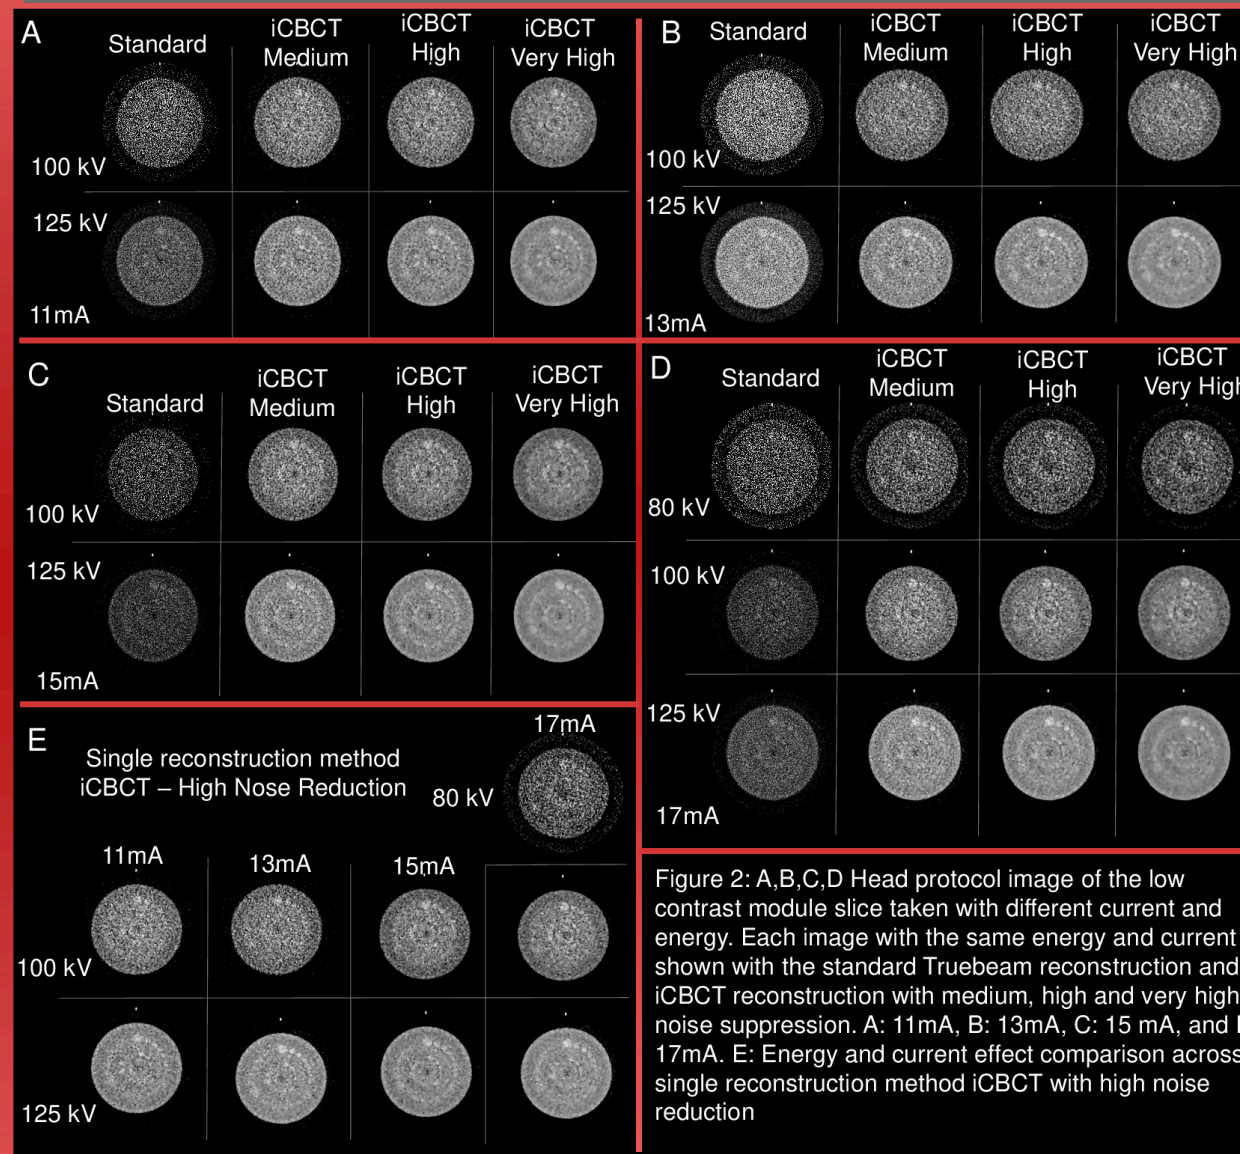 A
Standard
iCBCT
Medium
iCBCT
High
iCBCT
Very High
100 kV
125 kV
11mA
B
Standard
iCBCT
Medium
iCBCT
High
iCBCT
Very High
100 kV
125 kV
13mA
C
Standard
iCBCT
Medium
iCBCT
High
iCBCT
Very High
100 kV
125 kV
15mA
D
Standard
iCBCT
Medium
iCBCT
High
iCBCT
Very High
80 kV
100 kV
125 kV
17mA
E
Single reconstruction method
iCBCT – High Nose Reduction
17mA
80 kV
11mA
13mA
15mA
100 kV
125 kV
Figure 2: A,B,C,D Head protocol image of the low
contrast module slice taken with different current and
energy. Each image with the same energy and current
shown with the standard Truebeam reconstruction and
iCBCT reconstruction with medium, high and very high
noise suppression. A: 11mA, B: 13mA, C: 15 mA, and
17mA. E: Energy and current effect comparison across
single reconstruction method iCBCT with high noise
reduction